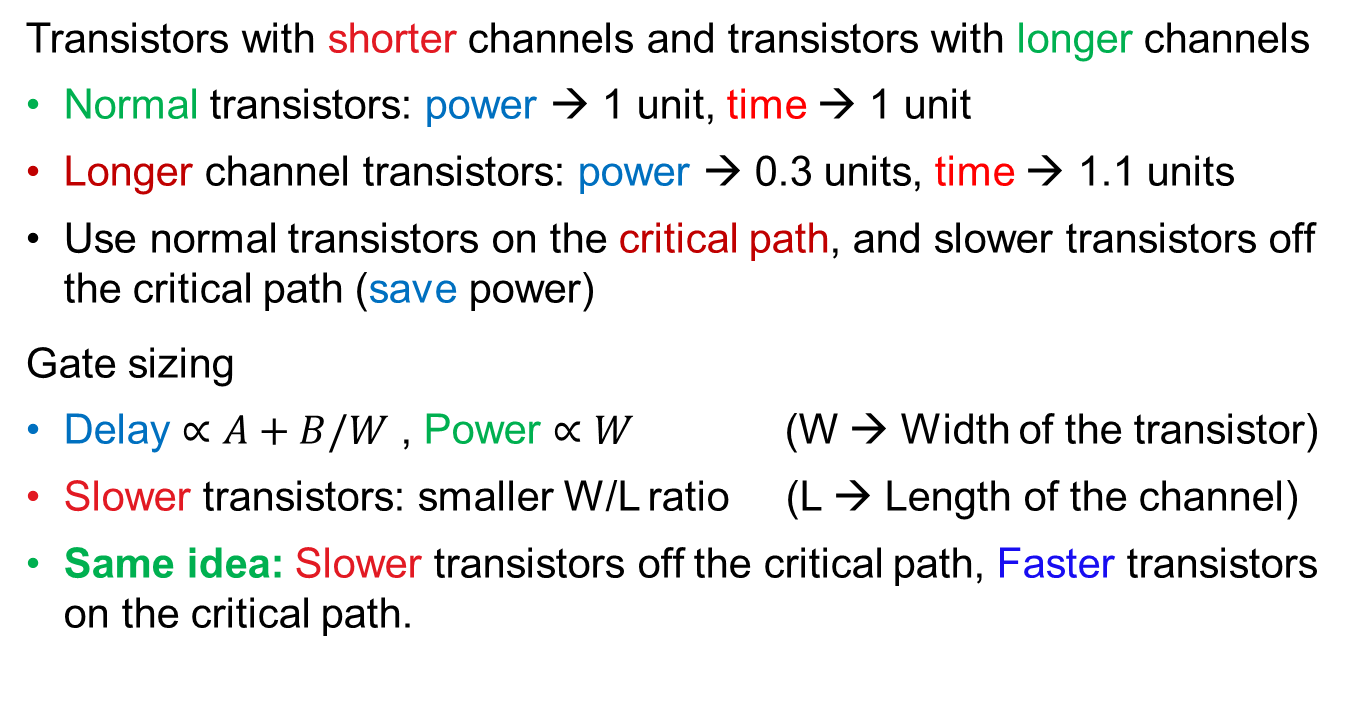 Transistors with shorter channels and transistors with longer channels
• Normal transistors: power → 1 unit, time → 1 unit
• Longer channel transistors: power → 0.3 units, time → 1.1 units
• Use normal transistors on the critical path, and slower transistors off
the critical path (save power)
Gate sizing
• Delay ∝ A + B/W , Power ∝ W (W → Width of the transistor)
• Slower transistors: smaller W/L ratio (L → Length of the channel)
• Same idea: Slower transistors off the critical path, Faster transistors
on the critical path.